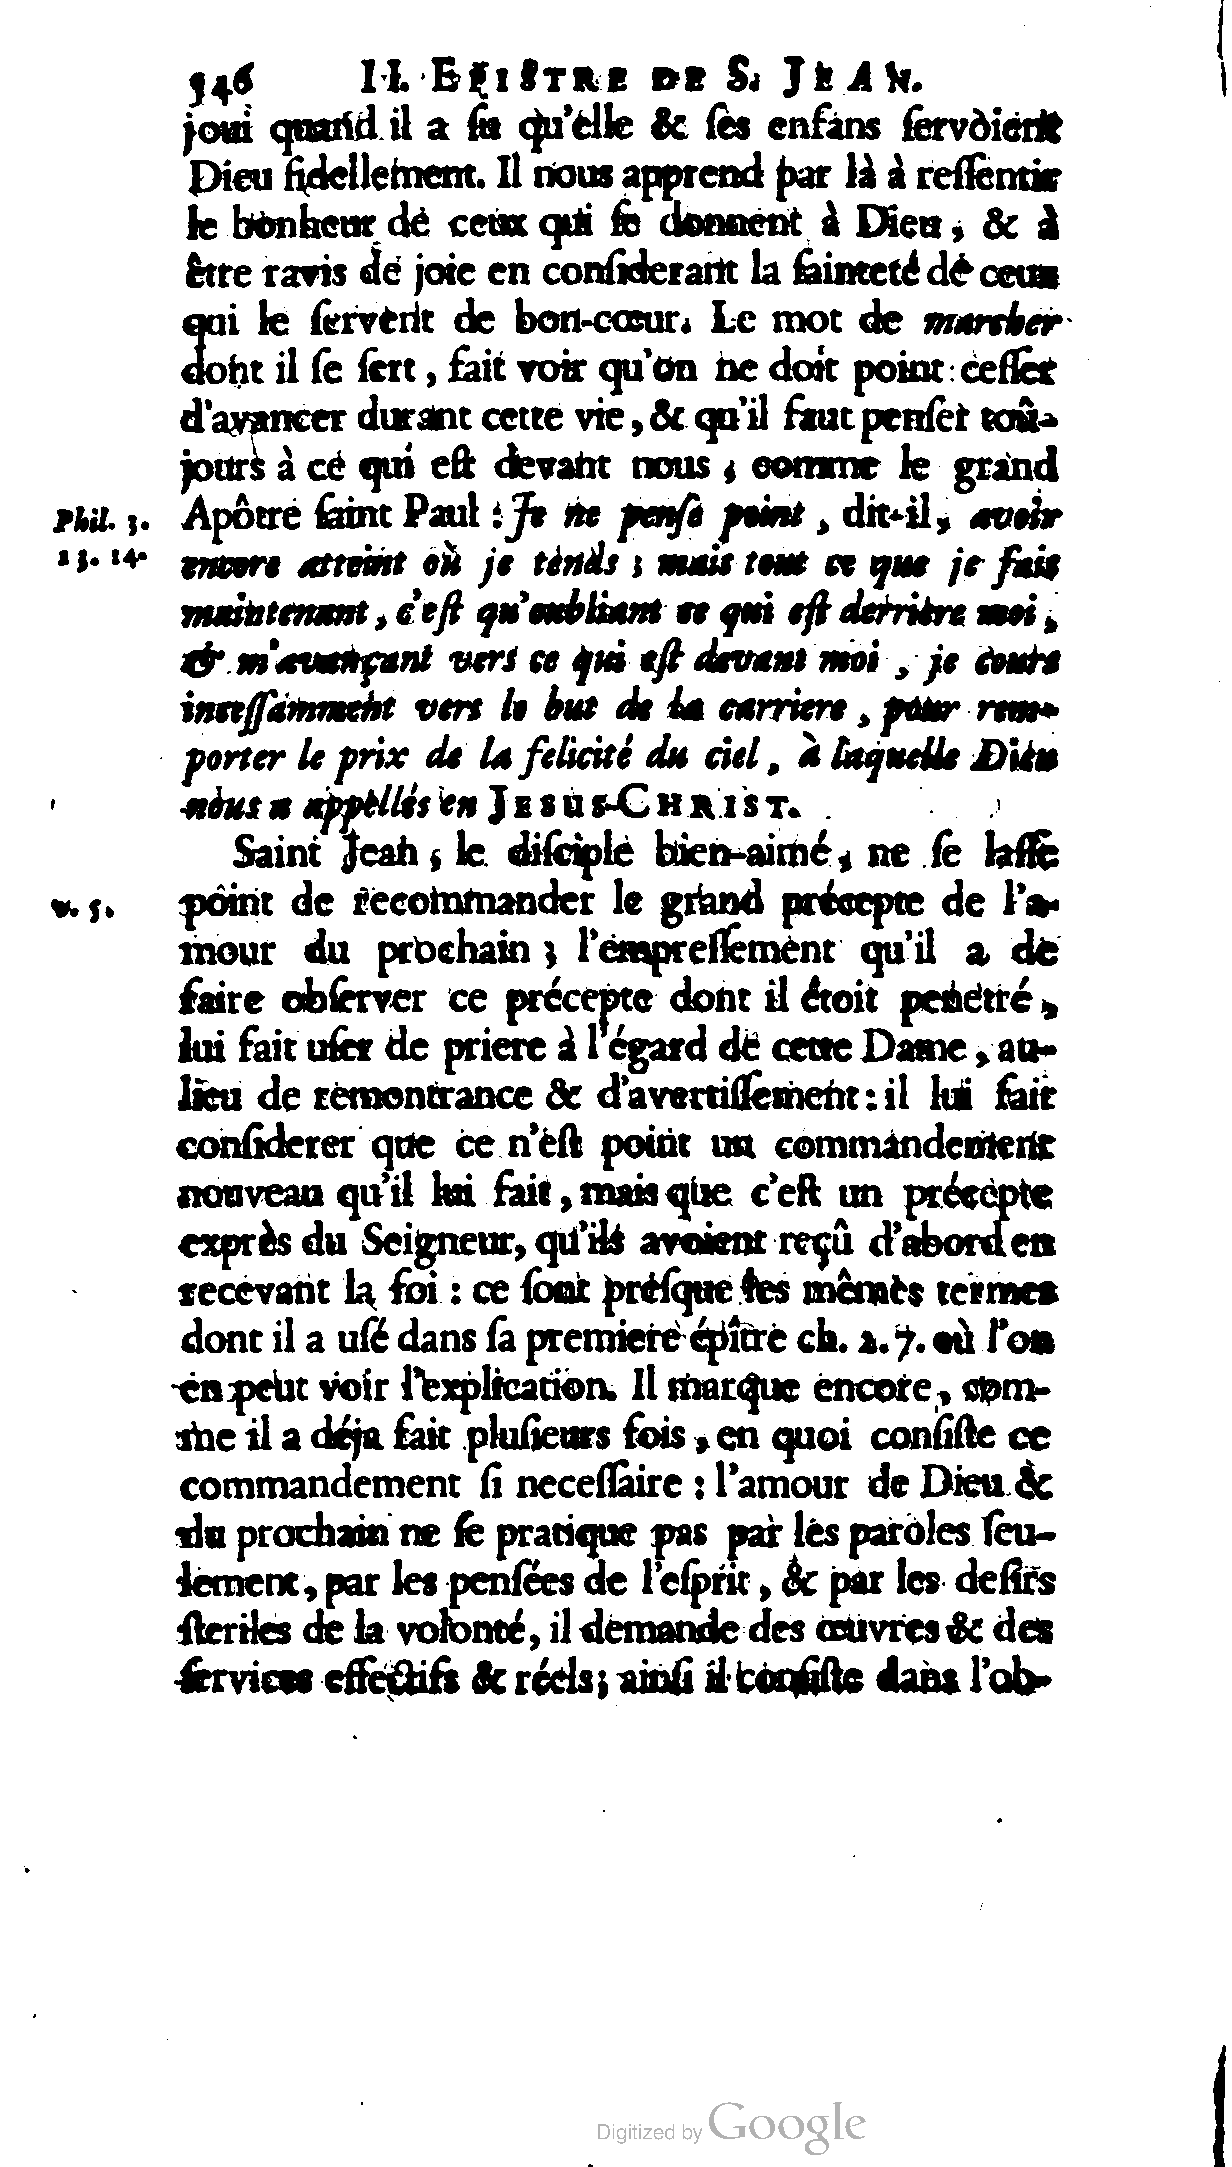 546 II. EPISTRE DE S. JEAN.
joui quand il a ſu qu'elle & ſes enfans ſervoient
Dieu fidellement. Il nous apprend par là à reſſentir
le bonheur de ceux qui ſe donnent à Dieu, & à
être ravis de joie en conſiderant la ſainteté de ceux
qui le ſervent de bon-cœur. Le mot de marcher
dont il ſe ſert, fait voir qu'on ne doit point ceſſer
d'avancer durant cette vie, & qu'il faut penſer toû-
jours à ce qui eſt devant nous, comme le grand
Phil. 3. Apôtre ſaint Paul : Je ne penſe point, dit-il, avoir
13. 14. encore atteint où je tends ; mais tout ce que je fais
maintenant, c'eſt qu'oubliant ce qui eſt derriére moi,
& m'avançant vers ce qui eſt devant moi, je cours
inceſſamment vers le but de la carriere, pour rem-
porter le prix de la felicité du ciel, à laquelle Dieu
nous a appellés en JESUS-CHRIST.
Saint Jean, le diſciple bien-aimé, ne ſe laſſe
v. 5. point de recommander le grand précepte de l'a-
mour du prochain ; l'empreſſement qu'il a de
faire obſerver ce précepte dont il étoit penetré,
lui fait uſer de priere à l'égard de cette Dame, au-
lieu de remontrance & d'avertiſſement : il lui fait
conſiderer que ce n'eſt point un commandement
nouveau qu'il lui fait, mais que c'eſt un précepte
exprès du Seigneur, qu'ils avoient reçû d'abord en
recevant la foi : ce ſont preſque les mêmes termes
dont il a uſé dans ſa premiere épître ch. 2. 7. où l'on
en peut voir l'explication. Il marque encore, com-
me il a déja fait pluſieurs fois, en quoi conſiſte ce
commandement ſi neceſſaire : l'amour de Dieu &
du prochain ne ſe pratique pas par les paroles ſeu-
lement, par les penſées de l'eſprit, & par les deſirs
ſteriles de la volonté, il demande des œuvres & des
ſervices effectifs & réels ; ainſi il conſiſte dans l'ob-
Digitized by Google